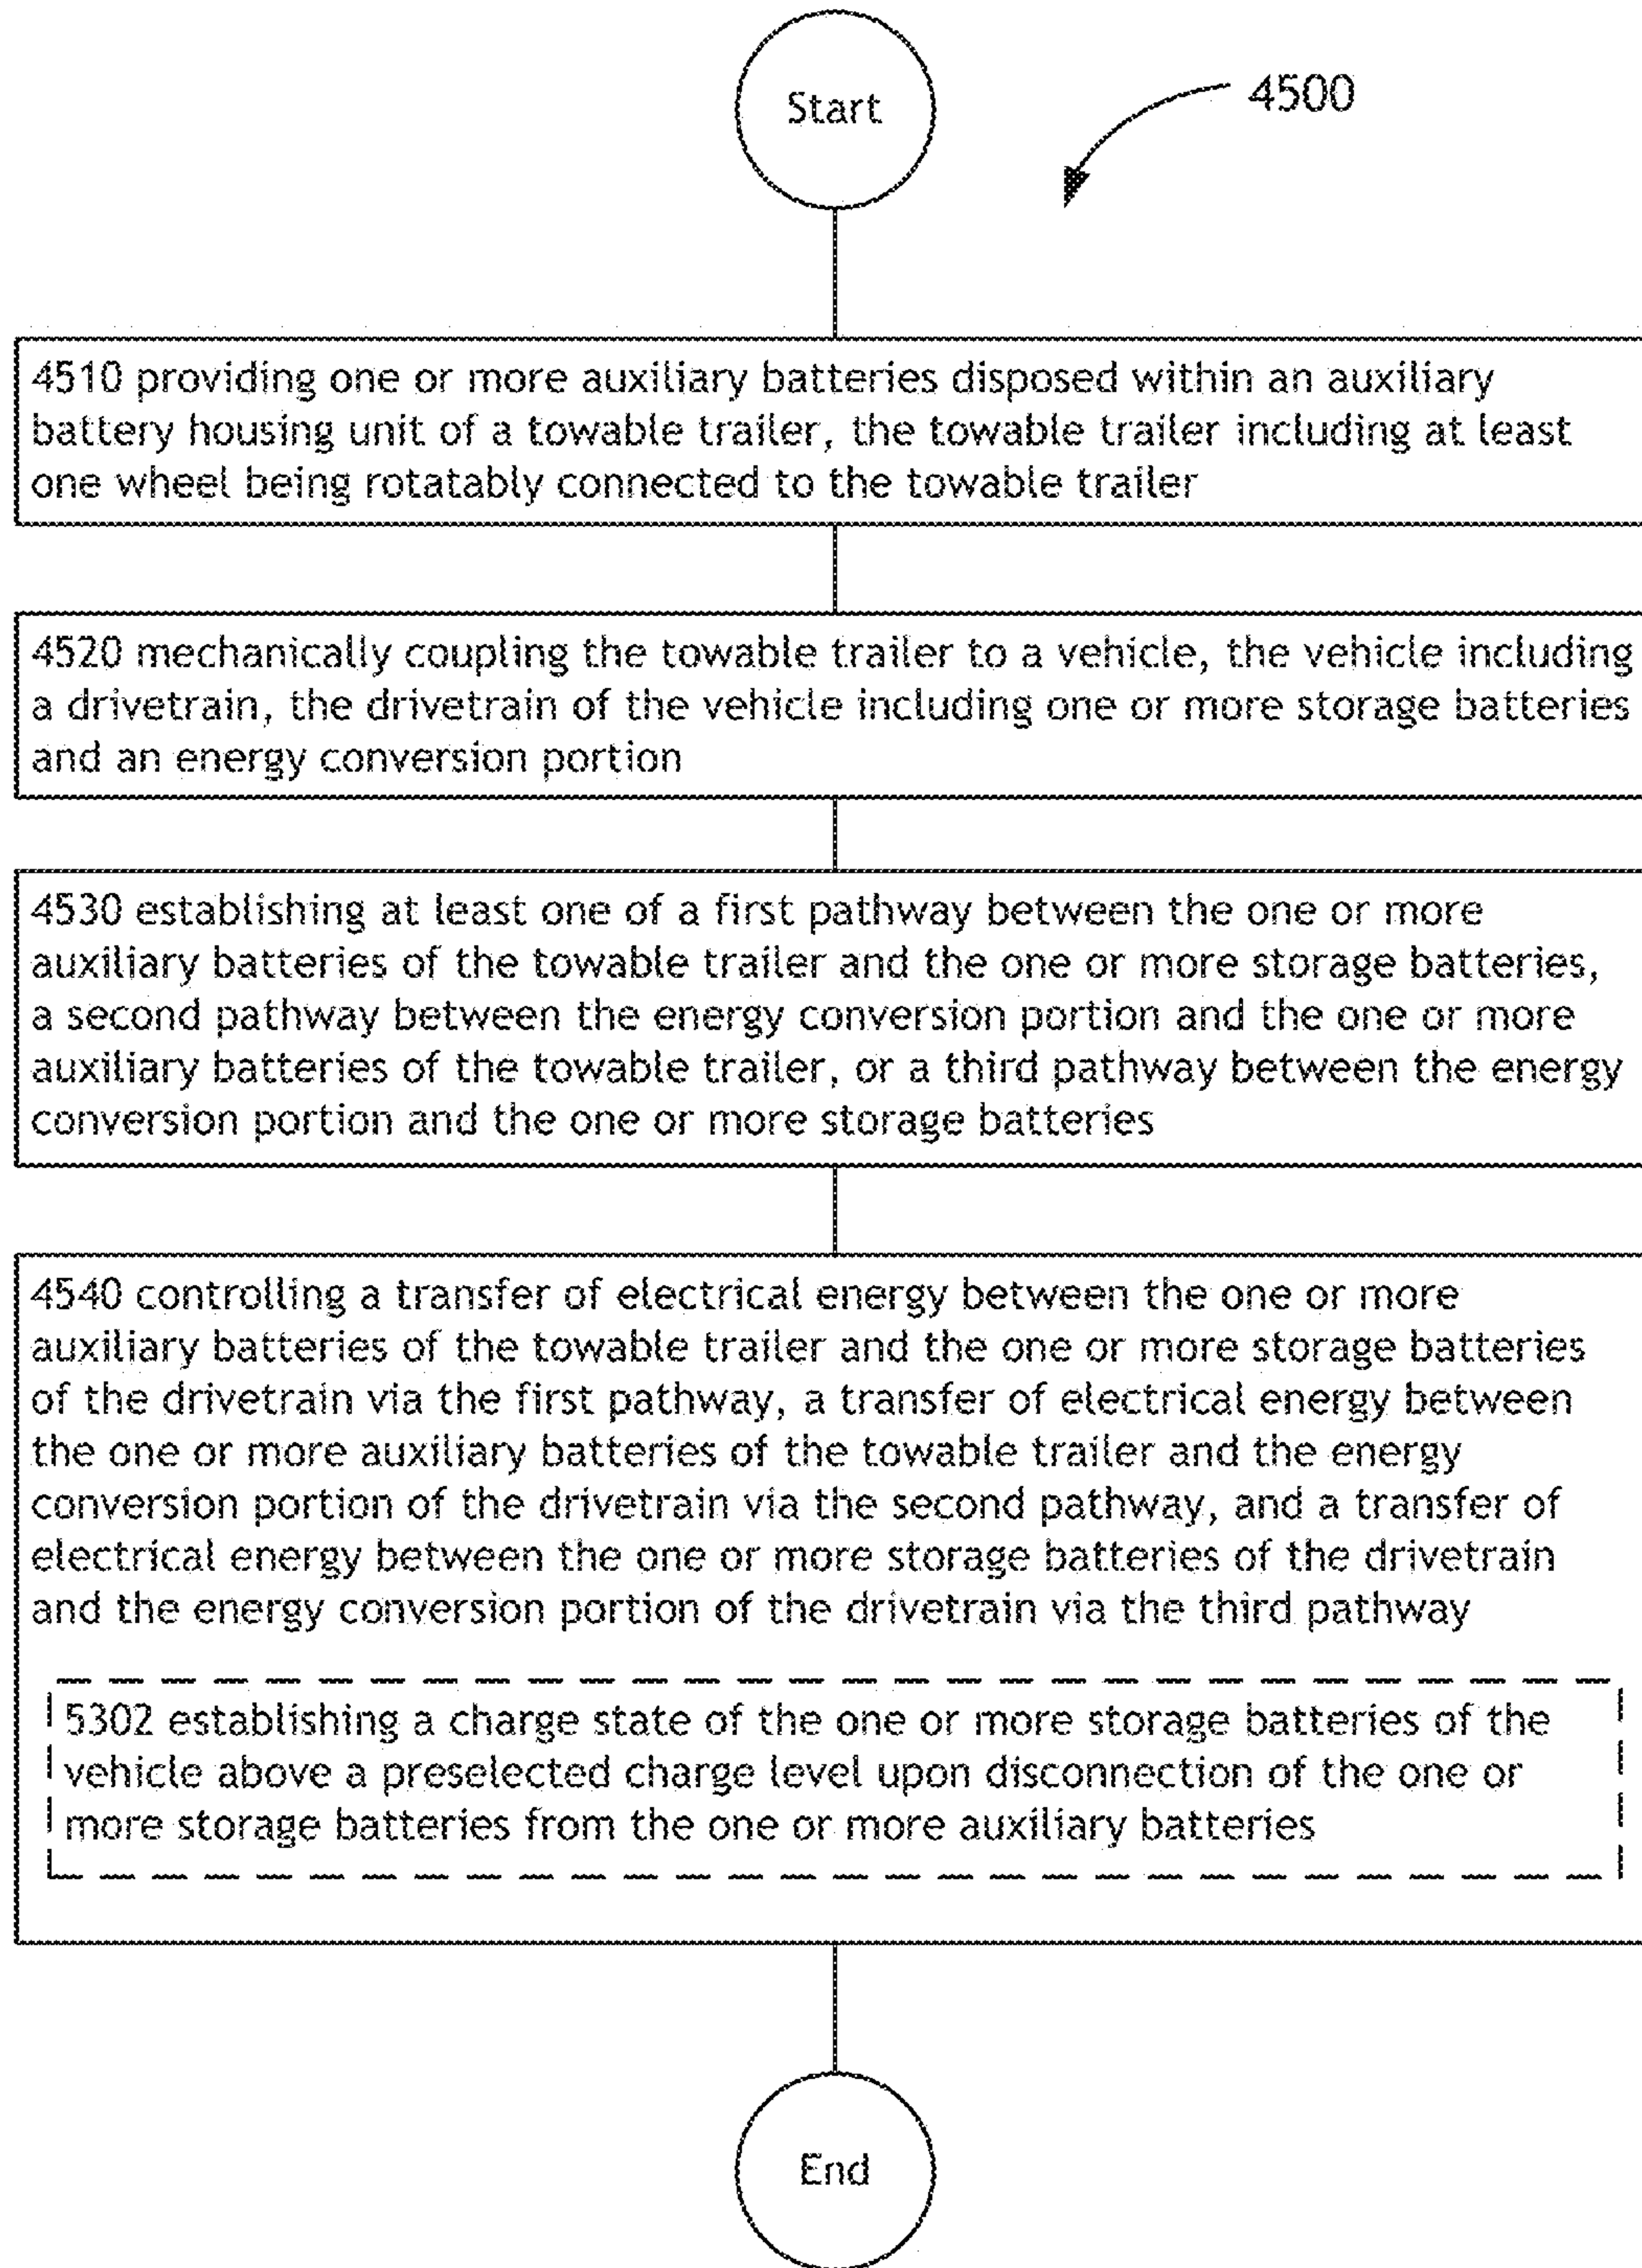 Start
4500
4510 providing one or more auxiliary batteries disposed within an auxiliary
battery housing unit of a towable trailer, the towable trailer including at least
one wheel being rotatably connected to the towable trailer
4520 mechanically coupling the towable trailer to a vehicle, the vehicle including
a drivetrain, the drivetrain of the vehicle including one or more storage batteries
and an energy conversion portion
4530 establishing at least one of a first pathway between the one or more
auxiliary batteries of the towable trailer and the one or more storage batteries,
a second pathway between the energy conversion portion and the one or more
auxiliary batteries of the towable trailer, or a third pathway between the energy
conversion portion and the one or more storage batteries
4540 controlling a transfer of electrical energy between the one or more
auxiliary batteries of the towable trailer and the one or more storage batteries
of the drivetrain via the first pathway, a transfer of electrical energy between
the one or more auxiliary batteries of the towable trailer and the energy
conversion portion of the drivetrain via the second pathway, and a transfer of
electrical energy between the one or more storage batteries of the drivetrain
and the energy conversion portion of the drivetrain via the third pathway
5302 establishing a charge state of the one or more storage batteries of the
vehicle above a preselected charge level upon disconnection of the one or
more storage batteries from the one or more auxiliary batteries
End